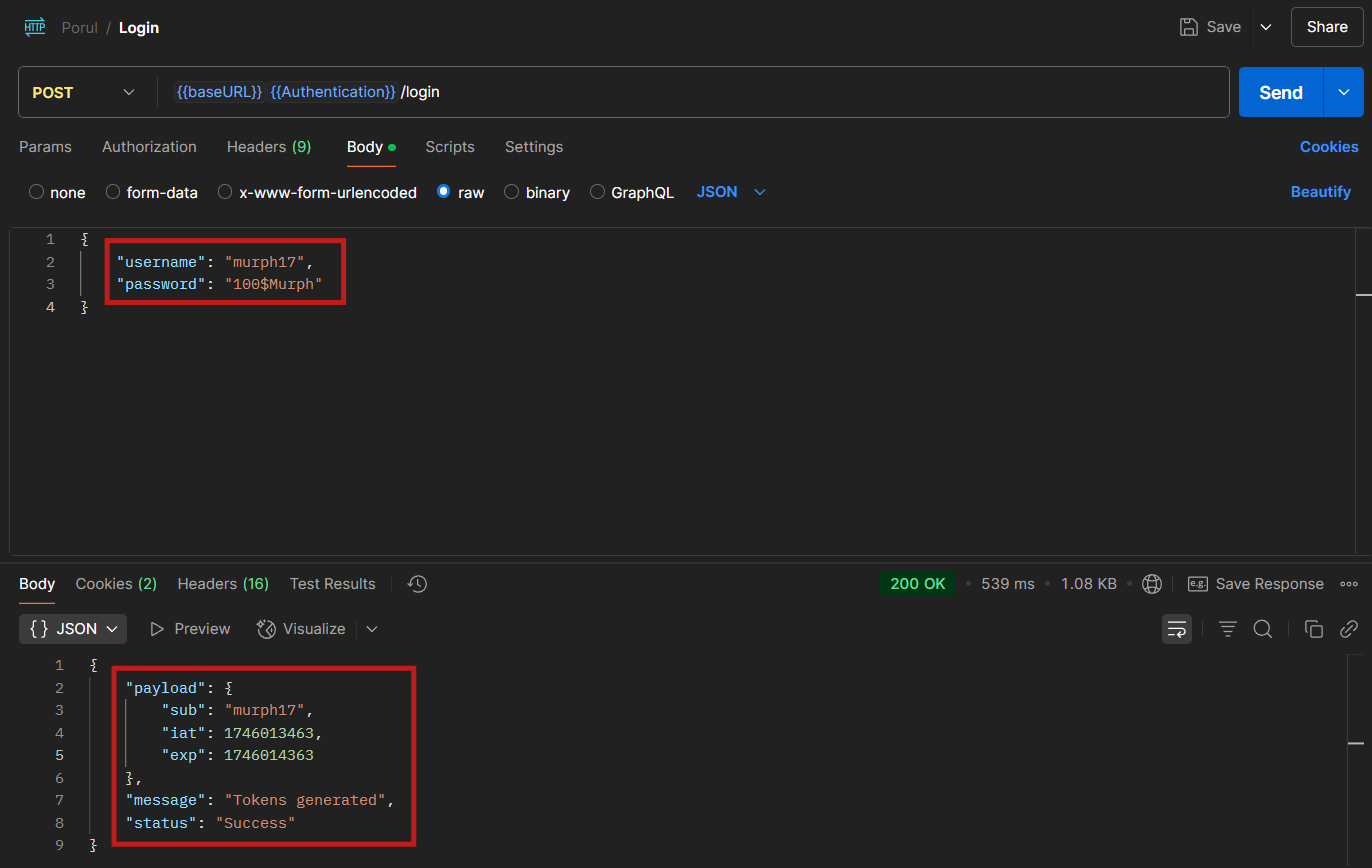 HTTP Porul / Login Save Share
POST {{baseURL}} {{Authentication}} /login Send
Params Authorization Headers (9) Body Scripts Settings Cookies
none form-data x-www-form-urlencoded raw binary GraphQL JSON Beautify
1 {
2 "username": "murph17",
3 "password": "100$Murph"
4 }
Body Cookies (2) Headers (16) Test Results 200 OK • 539 ms • 1.08 KB • e.g. Save Response
{} JSON Preview Visualize
1 {
2 "payload": {
3 "sub": "murph17",
4 "iat": 1746013463,
5 "exp": 1746014363
6 },
7 "message": "Tokens generated",
8 "status": "Success"
9 }